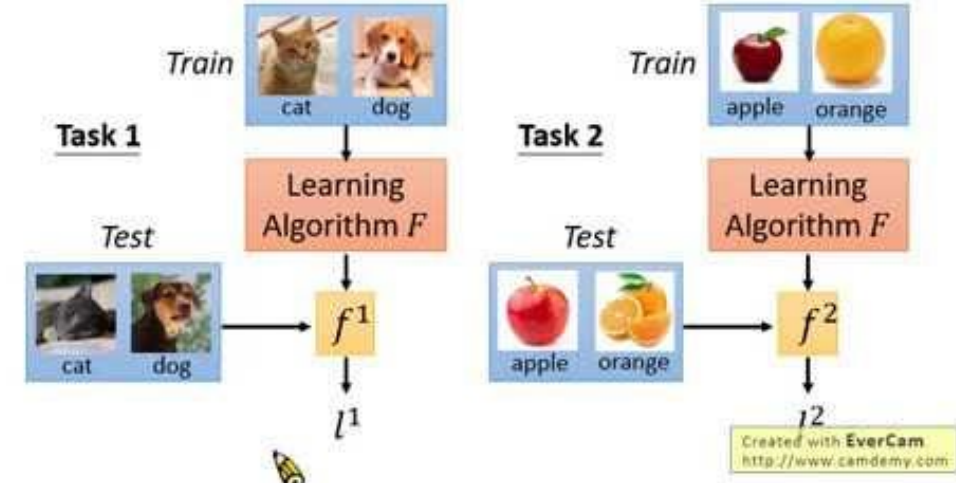 Train
cat dog
Task 1
Learning
Algorithm F
Test
cat dog
f¹
l¹
Train
apple orange
Task 2
Learning
Algorithm F
Test
apple orange
f²
l²
Created with EverCam
http://www.camdemy.com